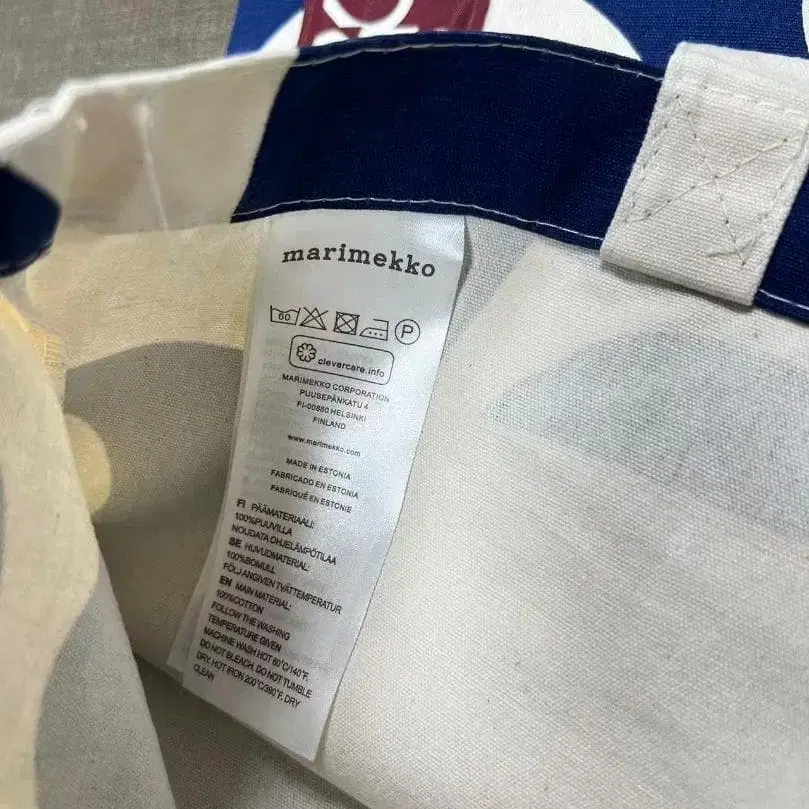 marimekko
60 P
clevercare.info
MARIMEKKO CORPORATION
PUUSEPÄNKATU 4
FI-00880 HELSINKI
FINLAND
www.marimekko.com
MADE IN ESTONIA
FABRICADO EN ESTONIA
FABRIQUÉ EN ESTONIE
FI PÄÄMATERIAALI:
100%PUUVILLA
NOUDATA OHJELÄMPÖTILAA
SE HUVUDMATERIAL:
100%BOMULL
FÖLJ ANGIVEN TVÄTTEMPERATUR
EN MAIN MATERIAL:
100%COTTON
FOLLOW THE WASHING
TEMPERATURE GIVEN
MACHINE WASH HOT 60°C/140°F.
DO NOT BLEACH. DO NOT TUMBLE
DRY. HOT IRON 200°C/390°F. DRY
CLEAN